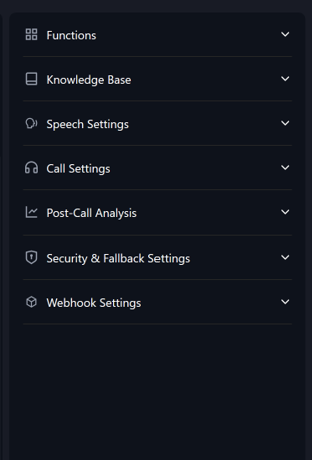 Functions
Knowledge Base
Speech Settings
Call Settings
Post-Call Analysis
Security & Fallback Settings
Webhook Settings